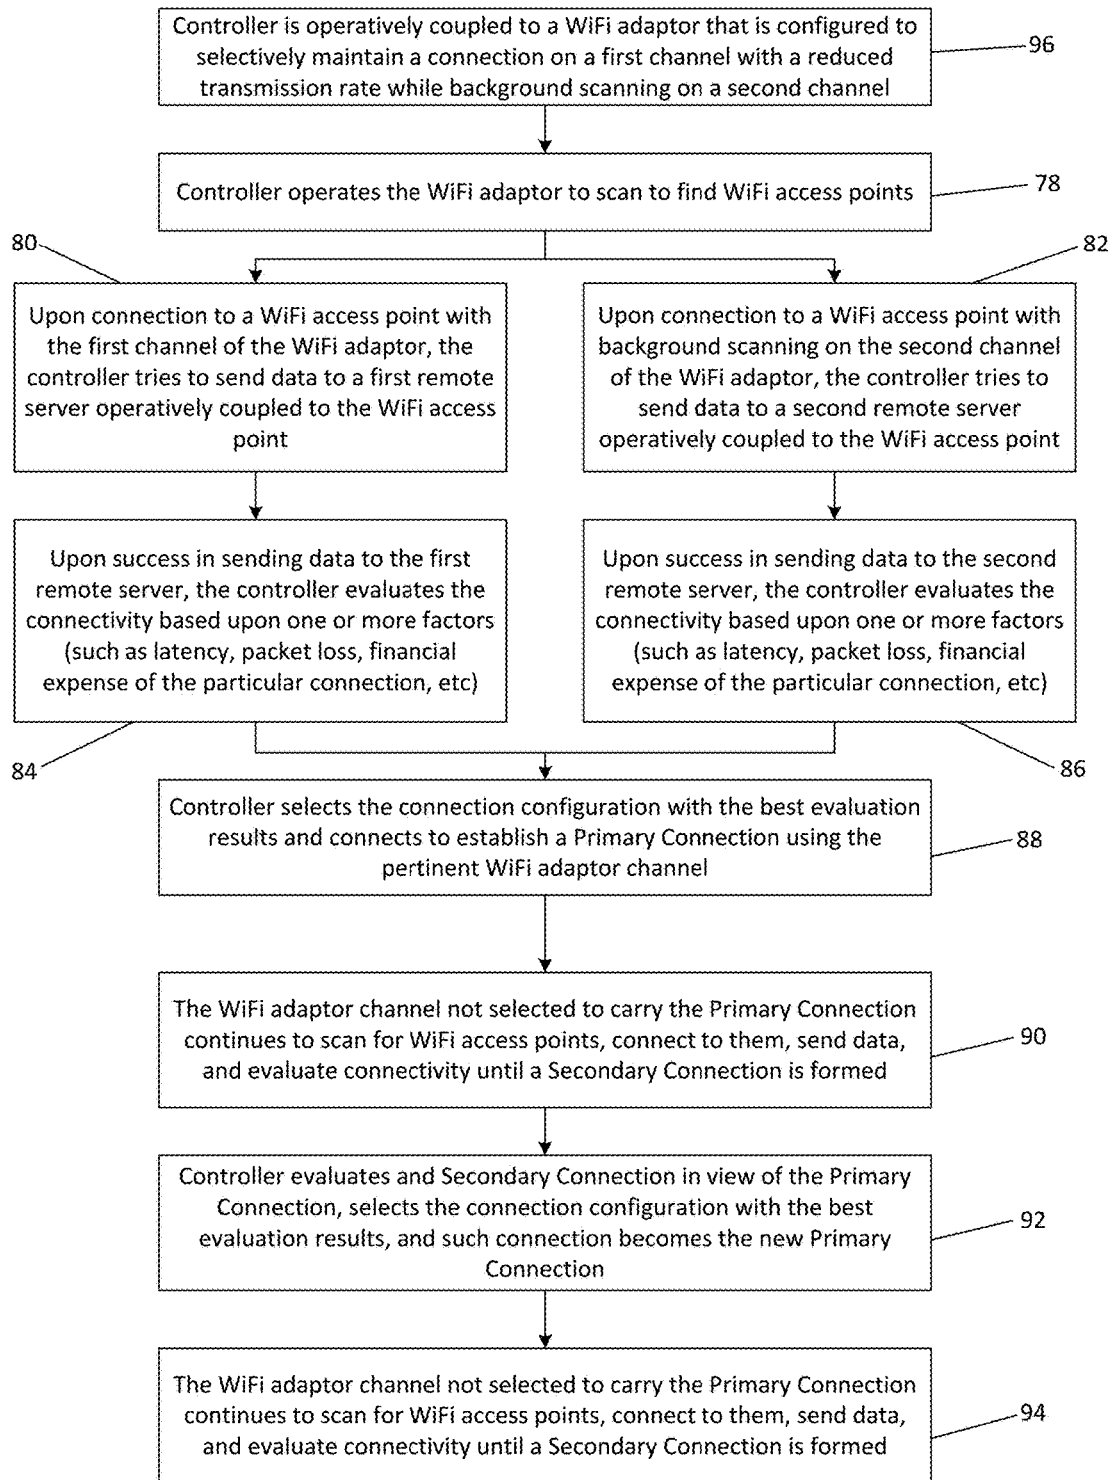 Controller is operatively coupled to a WiFi adaptor that is configured to
selectively maintain a connection on a first channel with a reduced
transmission rate while background scanning on a second channel
96
Controller operates the WiFi adaptor to scan to find WiFi access points
78
80
82
Upon connection to a WiFi access point with
the first channel of the WiFi adaptor, the
controller tries to send data to a first remote
server operatively coupled to the WiFi access
point
Upon connection to a WiFi access point with
background scanning on the second channel
of the WiFi adaptor, the controller tries to
send data to a second remote server
operatively coupled to the WiFi access point
Upon success in sending data to the first
remote server, the controller evaluates the
connectivity based upon one or more factors
(such as latency, packet loss, financial
expense of the particular connection, etc)
Upon success in sending data to the second
remote server, the controller evaluates the
connectivity based upon one or more factors
(such as latency, packet loss, financial
expense of the particular connection, etc)
84
86
Controller selects the connection configuration with the best evaluation
results and connects to establish a Primary Connection using the
pertinent WiFi adaptor channel
88
The WiFi adaptor channel not selected to carry the Primary Connection
continues to scan for WiFi access points, connect to them, send data,
and evaluate connectivity until a Secondary Connection is formed
90
Controller evaluates and Secondary Connection in view of the Primary
Connection, selects the connection configuration with the best
evaluation results, and such connection becomes the new Primary
Connection
92
The WiFi adaptor channel not selected to carry the Primary Connection
continues to scan for WiFi access points, connect to them, send data,
and evaluate connectivity until a Secondary Connection is formed
94